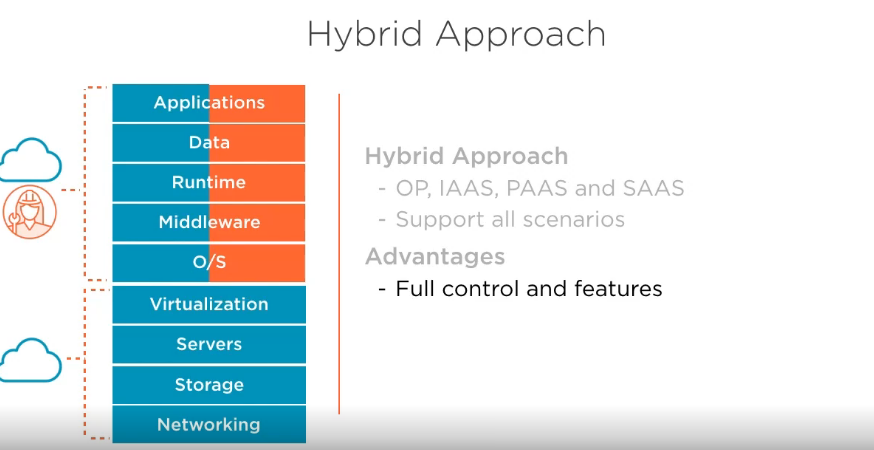 Hybrid Approach
Applications
Data
Runtime
Middleware
O/S
Virtualization
Servers
Storage
Networking
Hybrid Approach
- OP, IAAS, PAAS and SAAS
- Support all scenarios
Advantages
- Full control and features